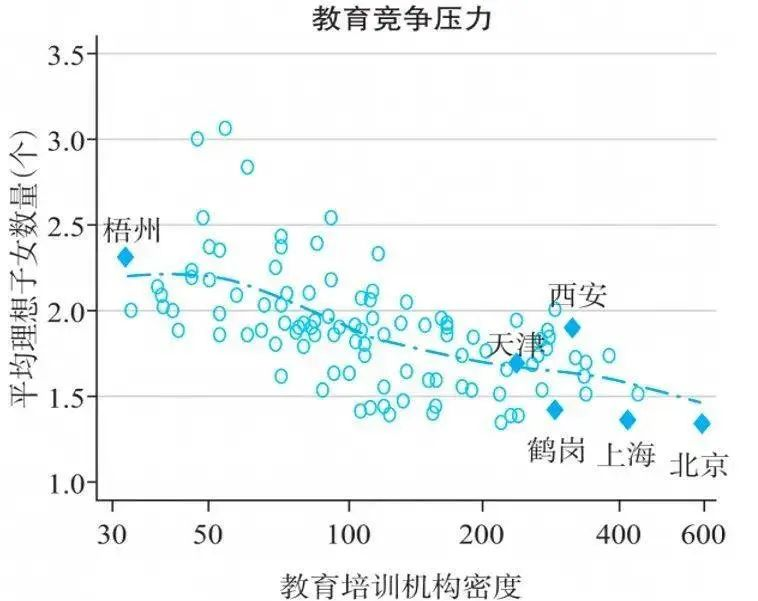 教育竞争压力
平均理想子女数量(个)
3.5
3.0
2.5
2.0
1.5
1.0
梧州
西安
天津
鹤岗
上海
北京
30 50 100 200 400 600
教育培训机构密度